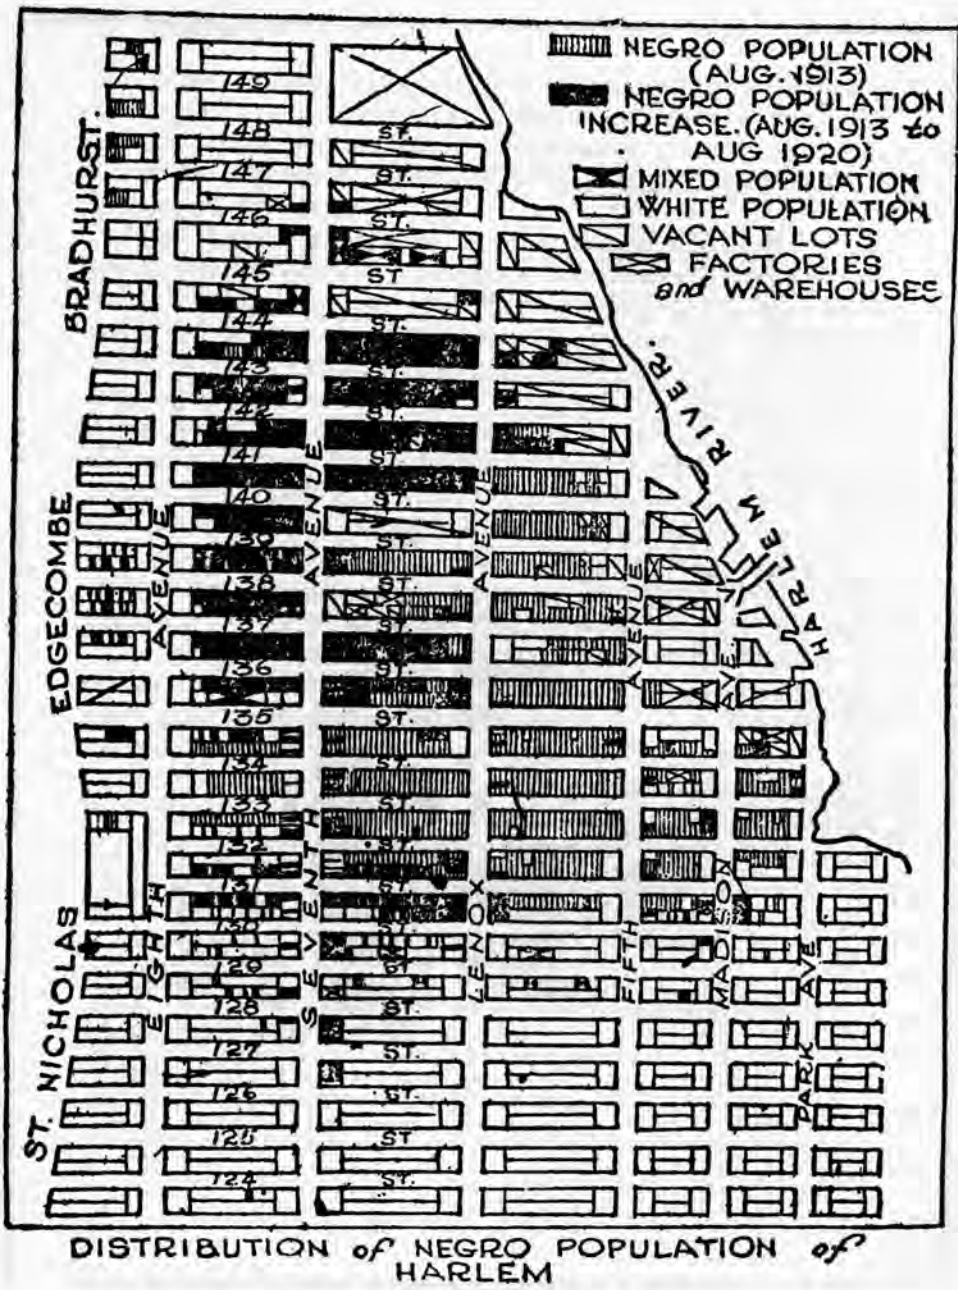 NEGRO POPULATION
(AUG. 1913)
NEGRO POPULATION
INCREASE. (AUG. 1913 to
AUG 1920)
MIXED POPULATION
WHITE POPULATION
VACANT LOTS
FACTORIES
and WAREHOUSES
149
148 ST.
147 ST.
146 ST.
145 ST
144 ST.
143 ST.
142 ST.
141 ST
140 ST.
139 ST.
138 ST.
137 ST.
136 ST.
135 ST.
134 ST.
133 ST.
132 ST.
131 ST
130 ST.
129 ST
128 ST.
127 ST.
126 ST.
125 ST
124 ST.
BRADHURST.
EDGECOMBE
AVENUE
ST. NICHOLAS
EIGHTH
AVENUE
SEVENTH
AVENUE
LENOX
AVENUE
FIFTH
AVE.
MADISON
AV.
PARK AVE
HARLEM RIVER.
DISTRIBUTION of NEGRO POPULATION of
HARLEM